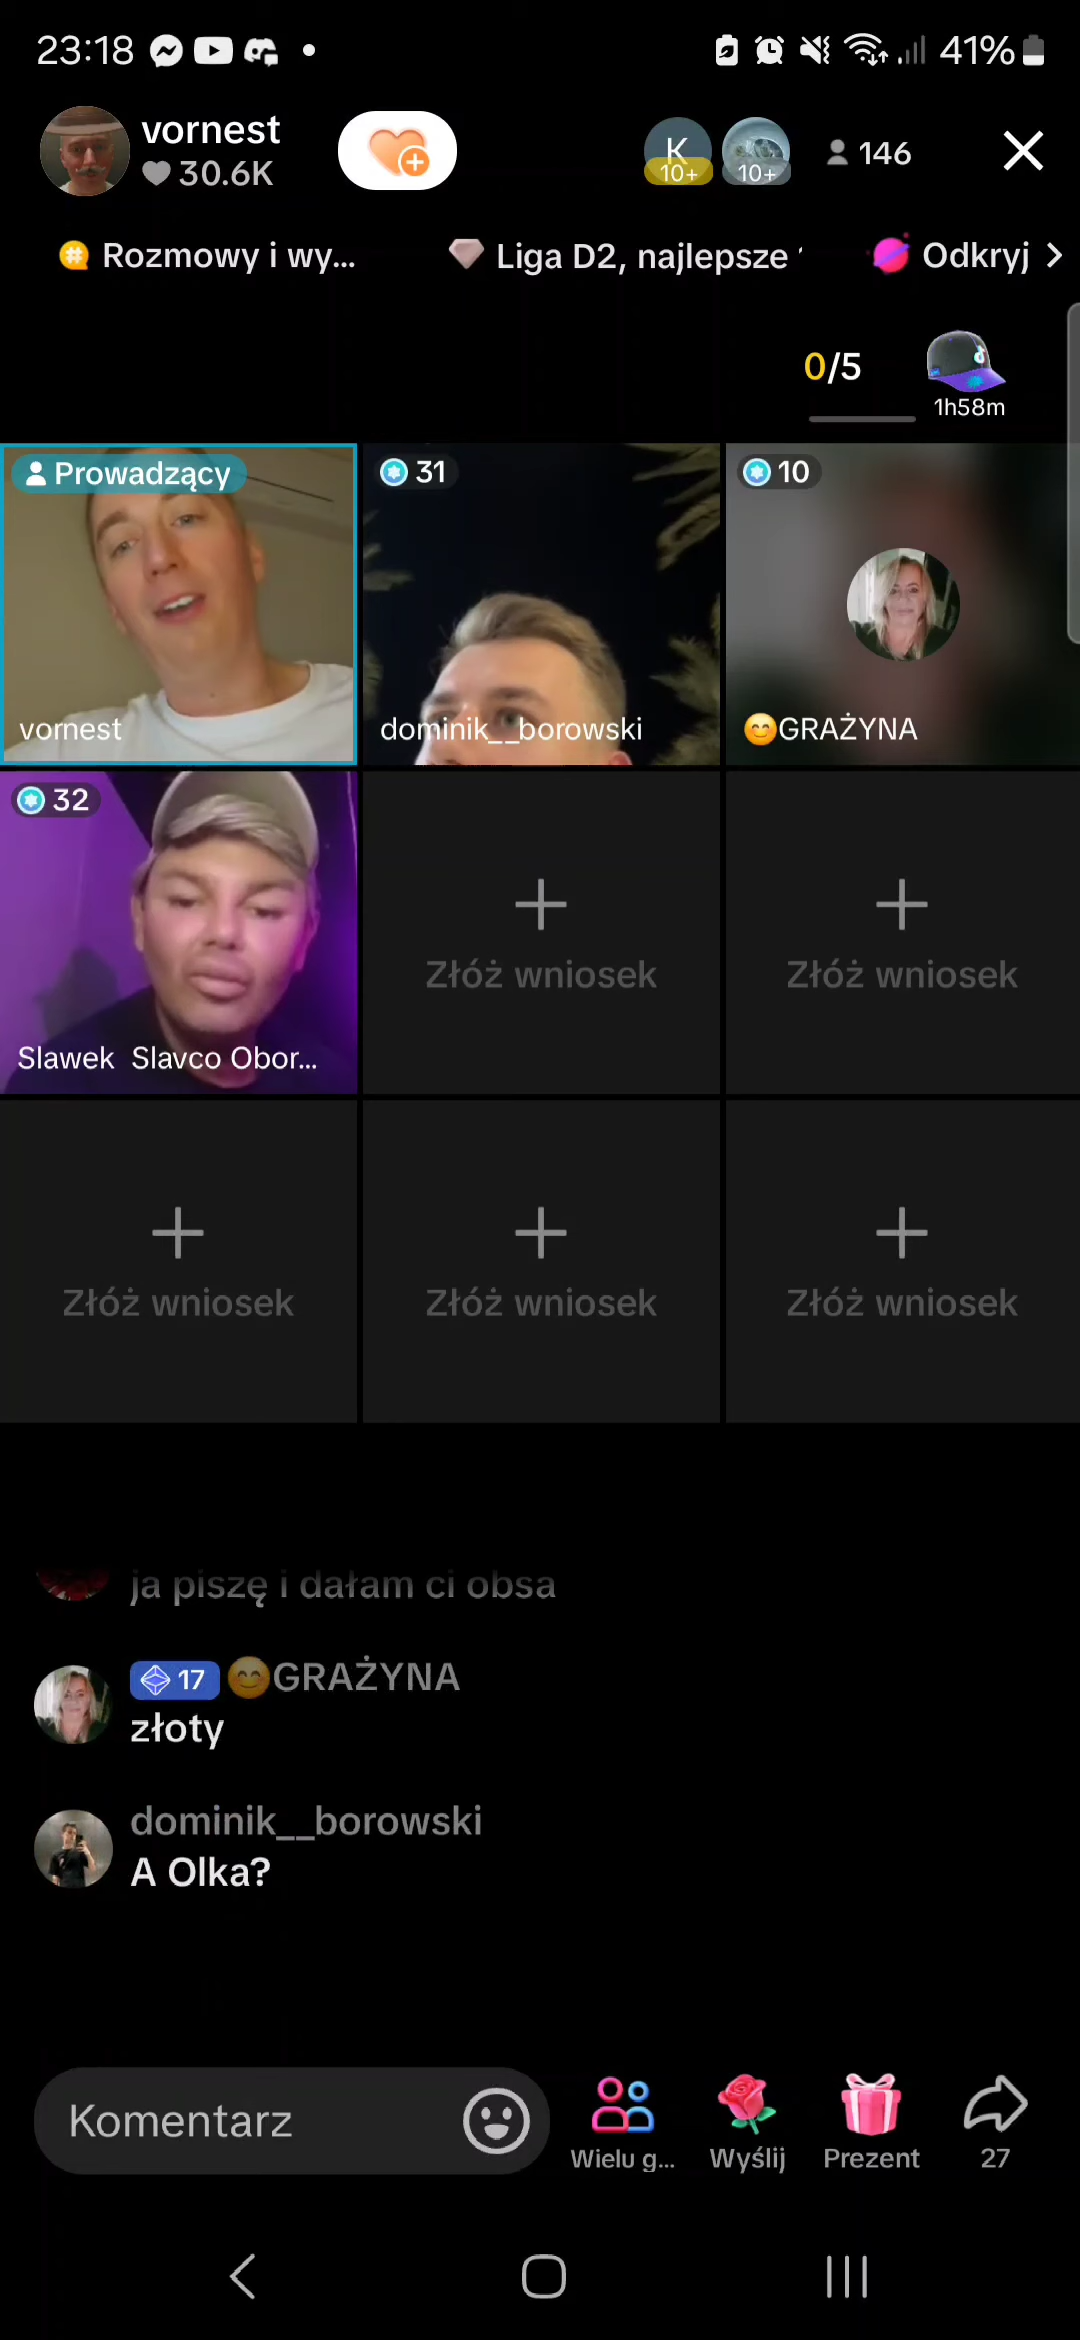 23:18
41%
vornest
30.6K
K
10+
10+
146
Rozmowy i wy...
Liga D2, najlepsze
Odkryj
0/5
1h58m
Prowadzący
vornest
31
dominik__borowski
10
😊GRAŻYNA
32
Slawek Slavco Obor...
Złóż wniosek
Złóż wniosek
Złóż wniosek
Złóż wniosek
Złóż wniosek
ja piszę i dałam ci obsa
17 😊GRAŻYNA
złoty
dominik__borowski
A Olka?
Komentarz
Wielu g...
Wyślij
Prezent
27